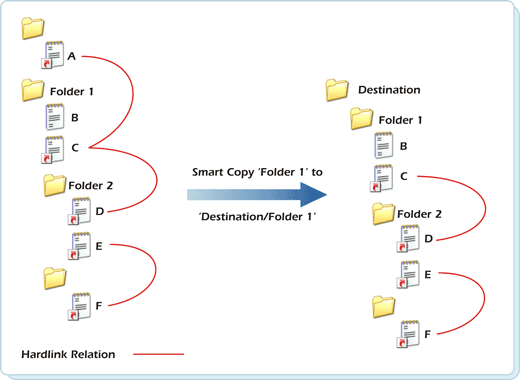 A
Folder 1
B
C
Folder 2
D
E
F
Hardlink Relation
Smart Copy 'Folder 1' to
'Destination/Folder 1'
Destination
Folder 1
B
C
Folder 2
D
E
F